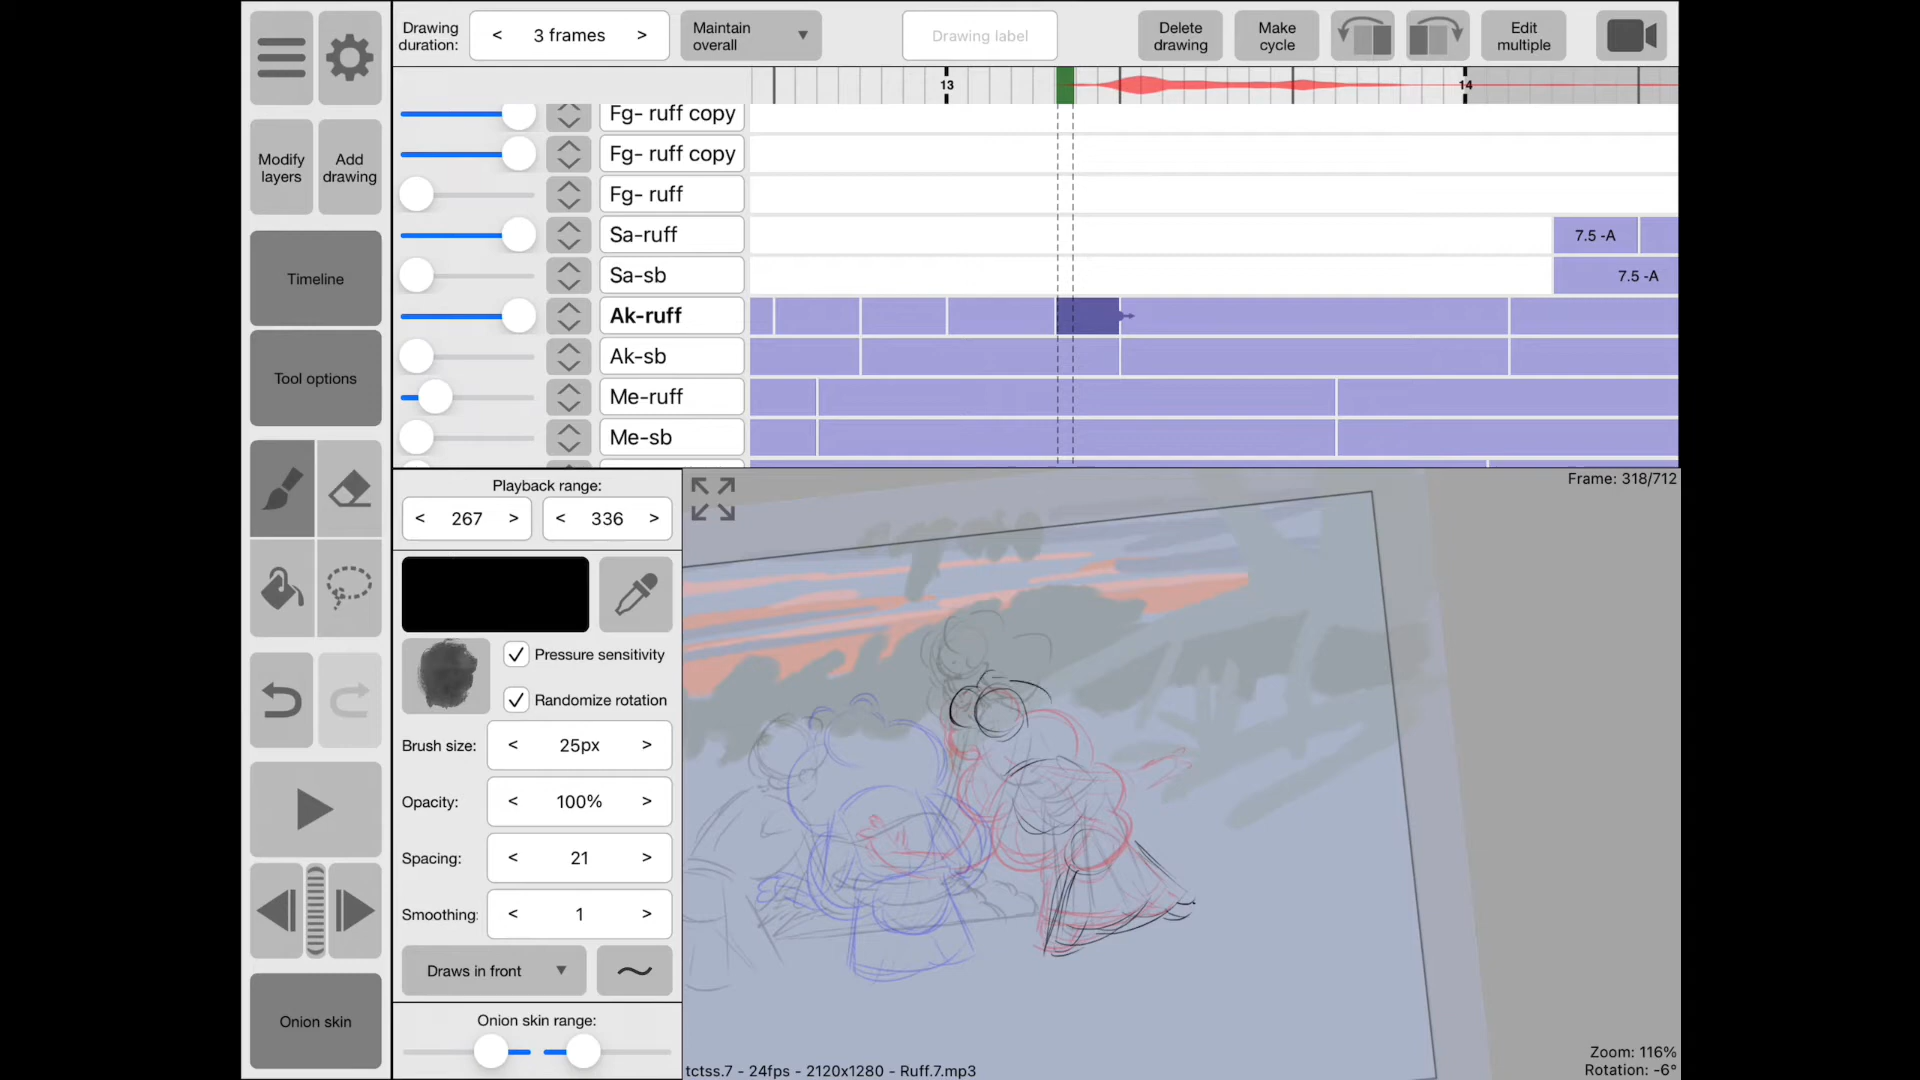 Drawing
duration:
< 3 frames >
Maintain
overall
Drawing label
Delete
drawing
Make
cycle
Edit
multiple
13
14
Modify
layers
Add
drawing
Fg- ruff copy
Fg- ruff copy
Fg- ruff
Sa-ruff
7.5 -A
Sa-sb
7.5 -A
Timeline
Ak-ruff
Ak-sb
Tool options
Me-ruff
Me-sb
Playback range:
< 267 >
< 336 >
Frame: 318/712
Pressure sensitivity
Randomize rotation
Brush size:
< 25px >
Opacity:
< 100% >
Spacing:
< 21 >
Smoothing:
< 1 >
Draws in front
Onion skin
Onion skin range:
Zoom: 116%
Rotation: -6°
tctss.7 - 24fps - 2120x1280 - Ruff.7.mp3